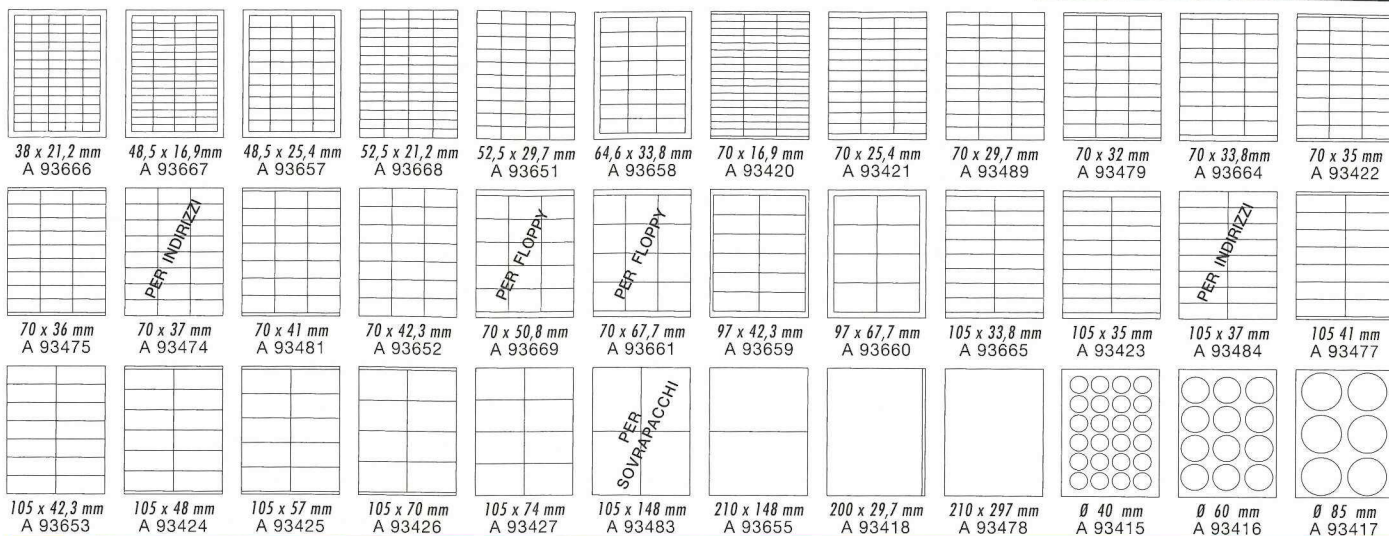 38 x 21,2 mm
A 93666
48,5 x 16,9mm
A 93667
48,5 x 25,4 mm
A 93657
52,5 x 21,2 mm
A 93668
52,5 x 29,7 mm
A 93651
64,6 x 33,8 mm
A 93658
70 x 16,9 mm
A 93420
70 x 25,4 mm
A 93421
70 x 29,7 mm
A 93489
70 x 32 mm
A 93479
70 x 33,8mm
A 93664
70 x 35 mm
A 93422
70 x 36 mm
A 93475
PER INDIRIZZI
70 x 37 mm
A 93474
70 x 41 mm
A 93481
70 x 42,3 mm
A 93652
PER FLOPPY
70 x 50,8 mm
A 93669
PER FLOPPY
70 x 67,7 mm
A 93661
97 x 42,3 mm
A 93659
97 x 67,7 mm
A 93660
105 x 33,8 mm
A 93665
105 x 35 mm
A 93423
PER INDIRIZZI
105 x 37 mm
A 93484
105 41 mm
A 93477
105 x 42,3 mm
A 93653
105 x 48 mm
A 93424
105 x 57 mm
A 93425
105 x 70 mm
A 93426
105 x 74 mm
A 93427
PER
SOVRAPACCHI
105 x 148 mm
A 93483
210 x 148 mm
A 93655
200 x 29,7 mm
A 93418
210 x 297 mm
A 93478
Ø 40 mm
A 93415
Ø 60 mm
A 93416
Ø 85 mm
A 93417